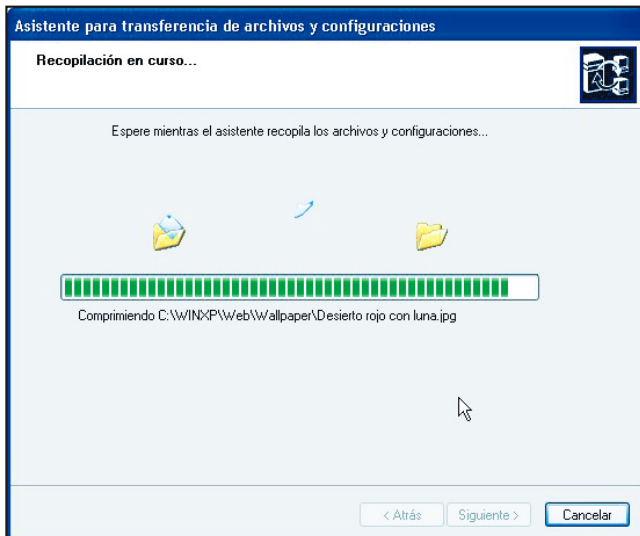 Asistente para transferencia de archivos y configuraciones
Recopilación en curso...
Espere mientras el asistente recopila los archivos y configuraciones...
Comprimiendo C:\WINXP\Web\Wallpaper\Desierto rojo con luna.jpg
< Atrás Siguiente > Cancelar